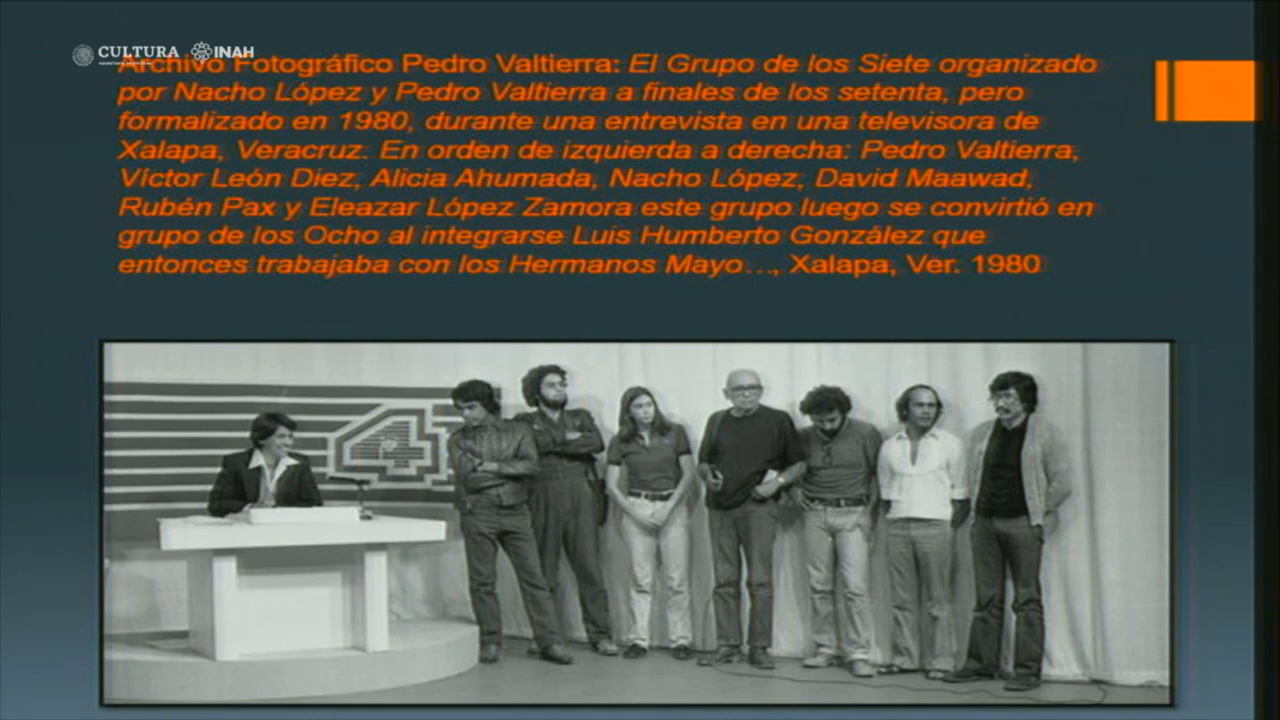 CULTURA INAH
Archivo Fotográfico Pedro Valtierra: El Grupo de los Siete organizado
por Nacho López y Pedro Valtierra a finales de los setenta, pero
formalizado en 1980, durante una entrevista en una televisora de
Xalapa, Veracruz. En orden de izquierda a derecha: Pedro Valtierra,
Víctor León Diez, Alicia Ahumada, Nacho López, David Maawad,
Rubén Pax y Eleazar López Zamora este grupo luego se convirtió en
grupo de los Ocho al integrarse Luis Humberto González que
entonces trabajaba con los Hermanos Mayo..., Xalapa, Ver. 1980
4